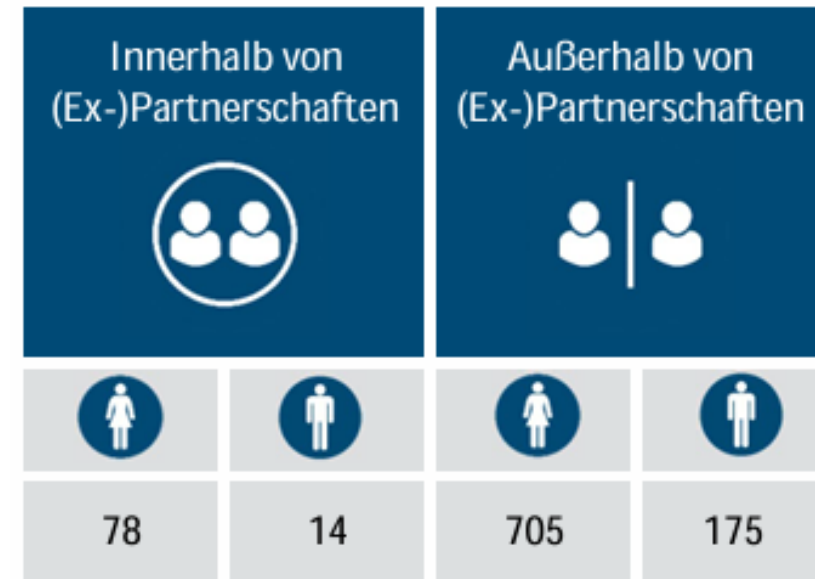 Innerhalb von
(Ex-)Partnerschaften
Außerhalb von
(Ex-)Partnerschaften
78 14 705 175